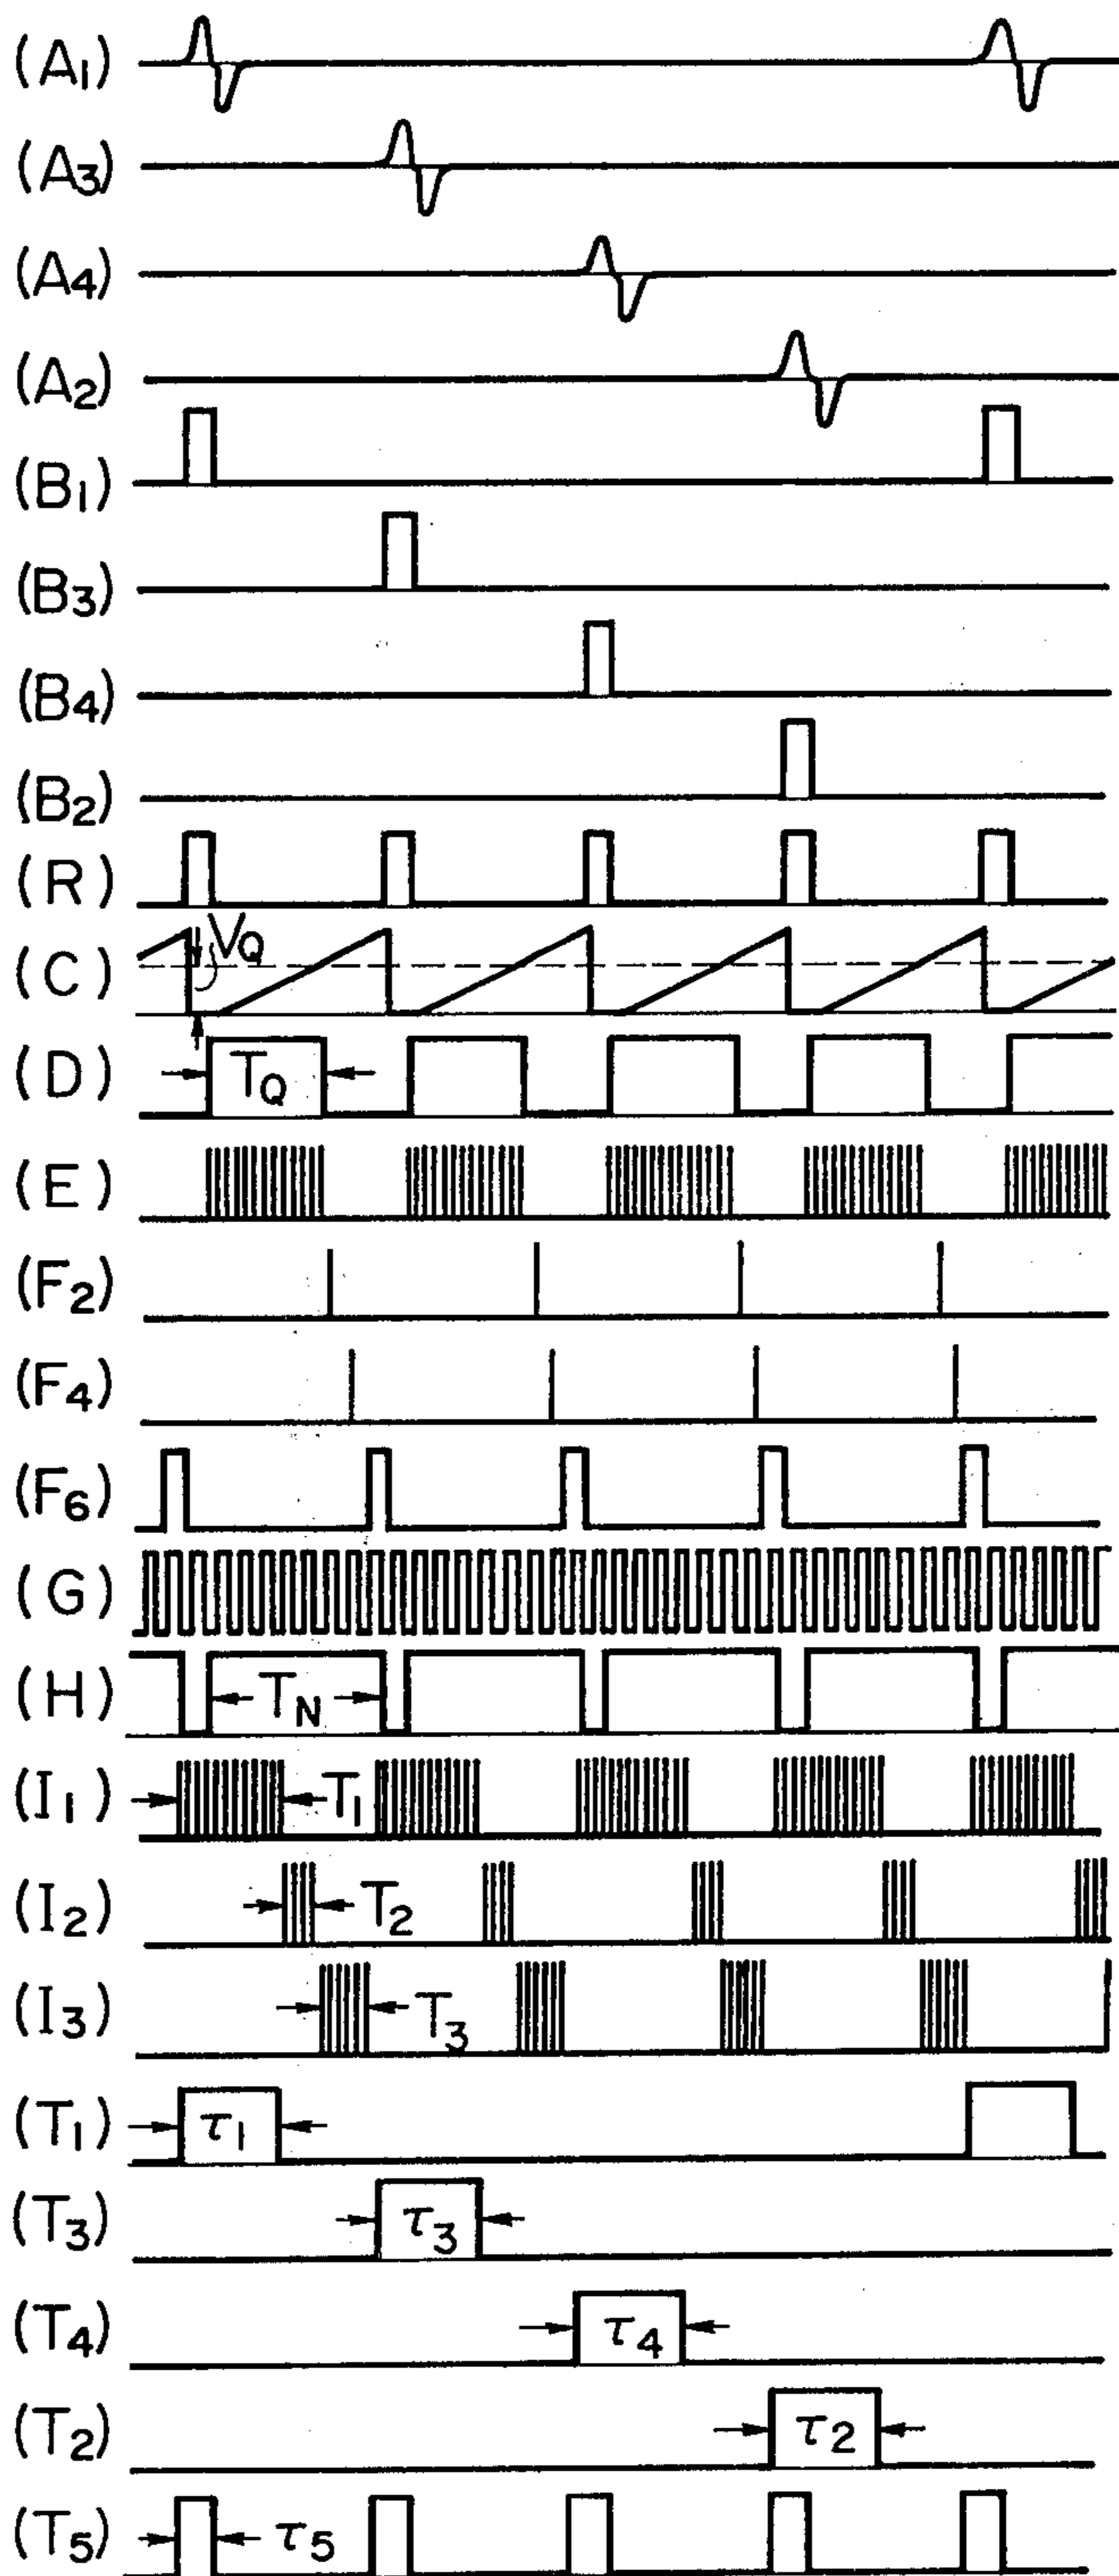 (A1)
(A3)
(A4)
(A2)
(B1)
(B3)
(B4)
(B2)
(R)
(C) VQ
(D) TQ
(E)
(F2)
(F4)
(F6)
(G)
(H) TN
(I1) T1
(I2) T2
(I3) T3
(T1) τ1
(T3) τ3
(T4) τ4
(T2) τ2
(T5) τ5